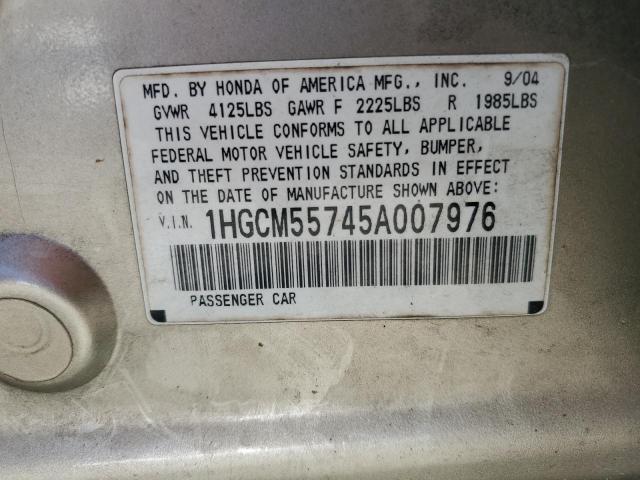 MFD. BY HONDA OF AMERICA MFG., INC. 9/04
GVWR 4125LBS GAWR F 2225LBS R 1985LBS
THIS VEHICLE CONFORMS TO ALL APPLICABLE
FEDERAL MOTOR VEHICLE SAFETY, BUMPER,
AND THEFT PREVENTION STANDARDS IN EFFECT
ON THE DATE OF MANUFACTURE SHOWN ABOVE:
V.I.N. 1HGCM55745A007976
PASSENGER CAR